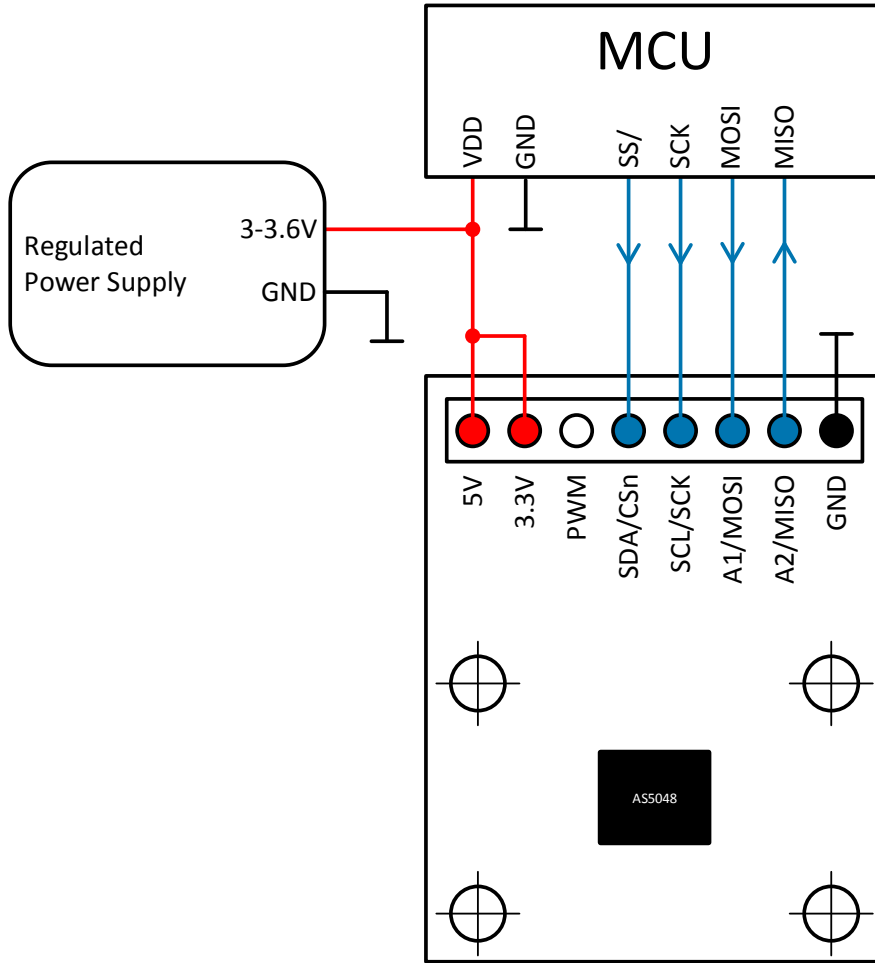 MCU
VDD
GND
SS/
SCK
MOSI
MISO
Regulated
Power Supply
3-3.6V
GND
5V
3.3V
PWM
SDA/CSn
SCL/SCK
A1/MOSI
A2/MISO
GND
AS5048